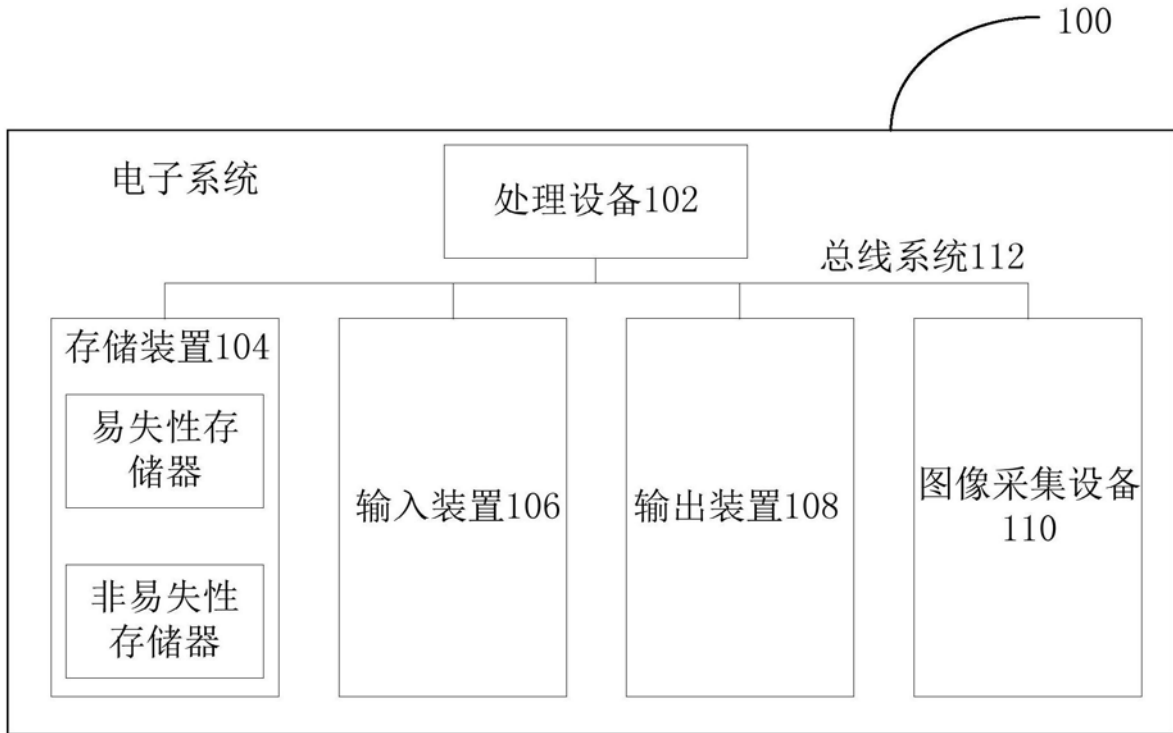 100
电子系统
处理设备102
总线系统112
存储装置104
易失性存
储器
非易失性
存储器
输入装置106
输出装置108
图像采集设备
110